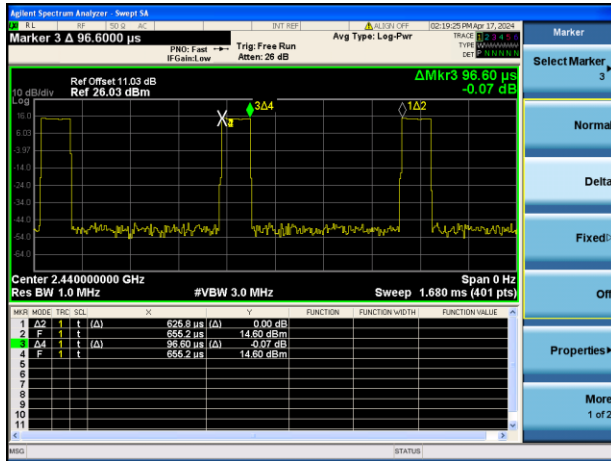 Agilent Spectrum Analyzer - Swept SA
RL RF 50 Ω AC INT REF ALIGN OFF 02:19:25 PM Apr 17, 2024
Marker 3 Δ 96.6000 µs
PNO: Fast
IFGain:Low
Trig: Free Run
Atten: 26 dB
Avg Type: Log-Pwr
TRACE 1 2 3 4 5 6
TYPE WWWWWW
DET P NNNNN
Ref Offset 11.03 dB
Ref 26.03 dBm
ΔMkr3 96.60 µs
-0.07 dB
10 dB/div
Log
3Δ4
1Δ2
16.0
6.03
-3.97
-14.0
-24.0
-34.0
-44.0
-54.0
-64.0
Center 2.440000000 GHz
Span 0 Hz
Res BW 1.0 MHz
#VBW 3.0 MHz
Sweep 1.680 ms (401 pts)
MKR MODE TRC SCL X Y FUNCTION FUNCTION WIDTH FUNCTION VALUE
1 Δ2 1 t (Δ) 625.8 µs (Δ) 0.00 dB
2 F 1 t 655.2 µs 14.60 dBm
3 Δ4 1 t (Δ) 96.60 µs (Δ) -0.07 dB
4 F 1 t 655.2 µs 14.60 dBm
5
6
7
8
9
10
11
MSG
STATUS
Marker
Select Marker
3
Normal
Delta
Fixed
Off
Properties
More
1 of 2